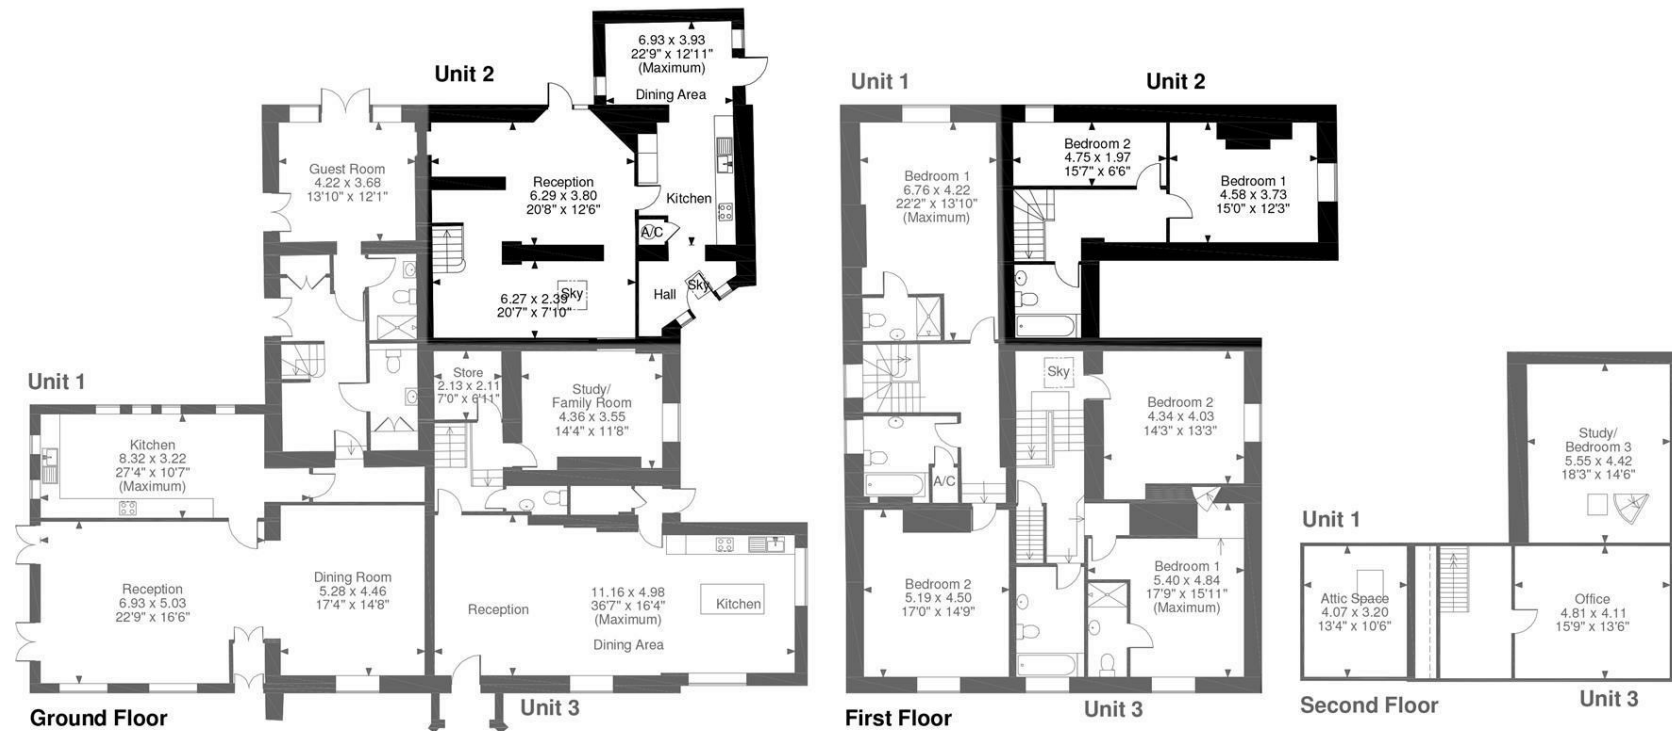 Unit 2
6.93 x 3.93
22'9" x 12'11"
(Maximum)
Dining Area
Guest Room
4.22 x 3.68
13'10" x 12'1"
Reception
6.29 x 3.80
20'8" x 12'6"
Kitchen
A/C
Hall
Sky
Sky
6.27 x 2.39
20'7" x 7'10"
Unit 1
Store
2.13 x 2.11
7'0" x 6'11"
Study/
Family Room
4.36 x 3.55
14'4" x 11'8"
Kitchen
8.32 x 3.22
27'4" x 10'7"
(Maximum)
Reception
6.93 x 5.03
22'9" x 16'6"
Dining Room
5.28 x 4.46
17'4" x 14'8"
Reception
11.16 x 4.98
36'7" x 16'4"
(Maximum)
Dining Area
Kitchen
Ground Floor
Unit 3
Unit 1
Unit 2
Bedroom 1
6.76 x 4.22
22'2" x 13'10"
(Maximum)
Bedroom 2
4.75 x 1.97
15'7" x 6'6"
Bedroom 1
4.58 x 3.73
15'0" x 12'3"
Sky
Bedroom 2
4.34 x 4.03
14'3" x 13'3"
A/C
Bedroom 2
5.19 x 4.50
17'0" x 14'9"
Bedroom 1
5.40 x 4.84
17'9" x 15'11"
(Maximum)
First Floor
Unit 3
Study/
Bedroom 3
5.55 x 4.42
18'3" x 14'6"
Unit 1
Attic Space
4.07 x 3.20
13'4" x 10'6"
Office
4.81 x 4.11
15'9" x 13'6"
Second Floor
Unit 3